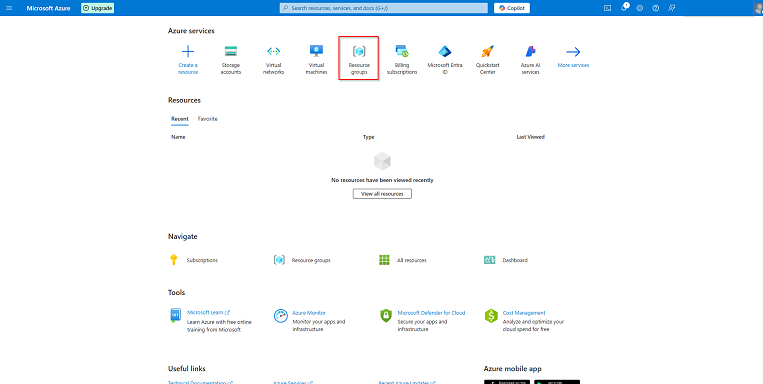 Microsoft Azure
Upgrade
Search resources, services, and docs (G+/)
Copilot
1
Azure services
Create a
resource
Storage
accounts
Virtual
networks
Virtual
machines
Resource
groups
Billing
subscriptions
Microsoft Entra
ID
Quickstart
Center
Azure AI
services
More services
Resources
Recent
Favorite
Name
Type
Last Viewed
No resources have been viewed recently
View all resources
Navigate
Subscriptions
Resource groups
All resources
Dashboard
Tools
Microsoft Learn
Learn Azure with free online
training from Microsoft
Azure Monitor
Monitor your apps and
infrastructure
Microsoft Defender for Cloud
Secure your apps and
infrastructure
Cost Management
Analyze and optimize your
cloud spend for free
Useful links
Azure mobile app
Technical Documentation
Azure Services
Recent Azure Updates